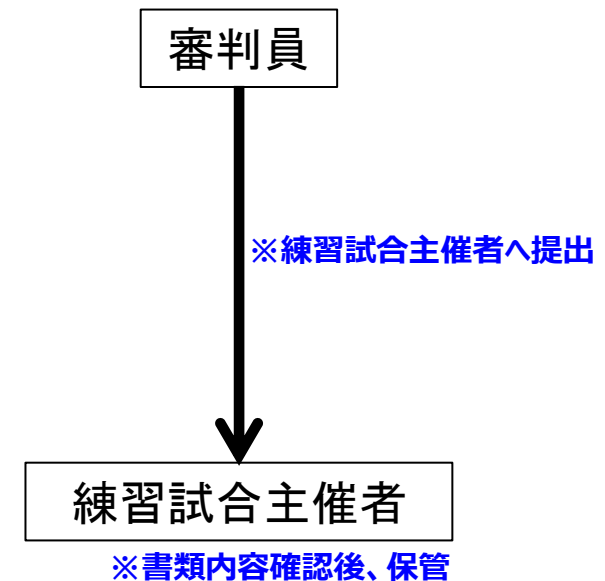 審判員
※練習試合主催者へ提出
練習試合主催者
※書類内容確認後、保管